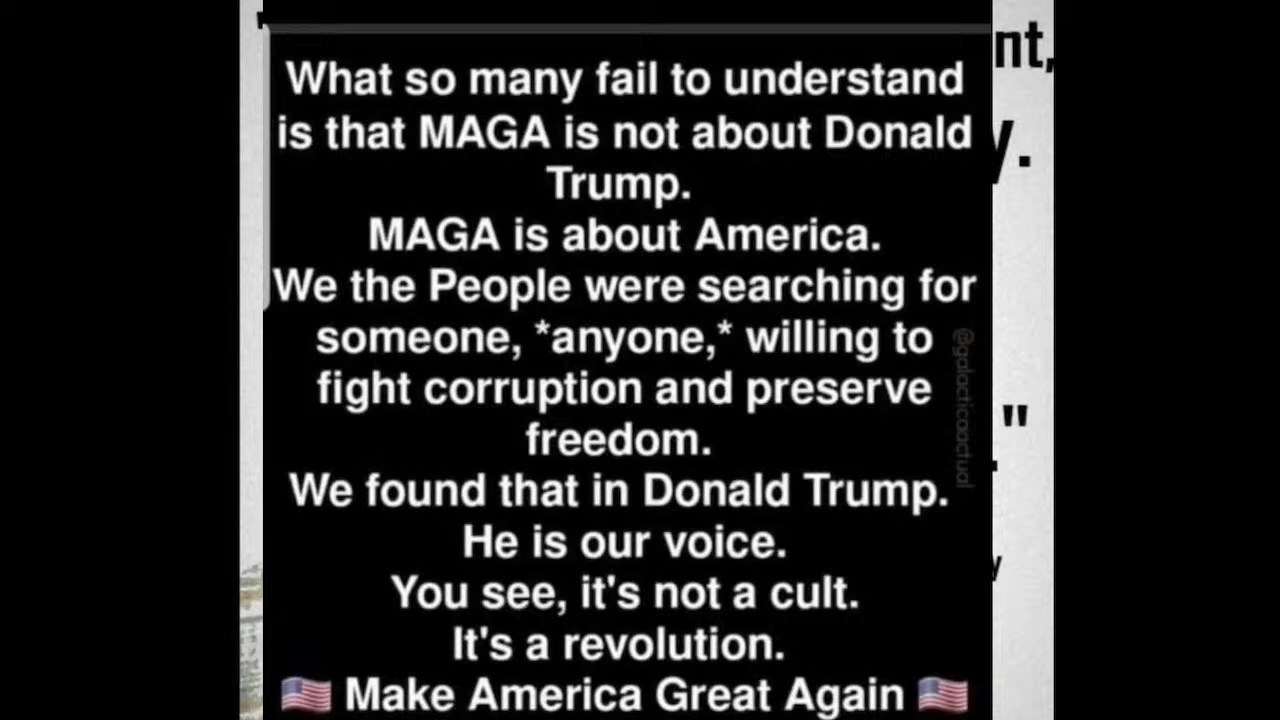 What so many fail to understand
is that MAGA is not about Donald
Trump.
MAGA is about America.
We the People were searching for
someone, *anyone,* willing to
fight corruption and preserve
freedom.
We found that in Donald Trump.
He is our voice.
You see, it's not a cult.
It's a revolution.
🇺🇸 Make America Great Again 🇺🇸
@galacticoactual
nt,
y.
"